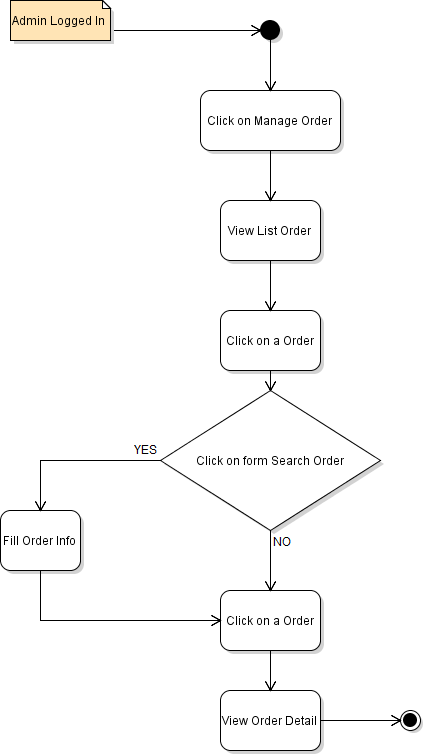 Admin Logged In
Click on Manage Order
View List Order
Click on a Order
Click on form Search Order
YES
NO
Fill Order Info
Click on a Order
View Order Detail